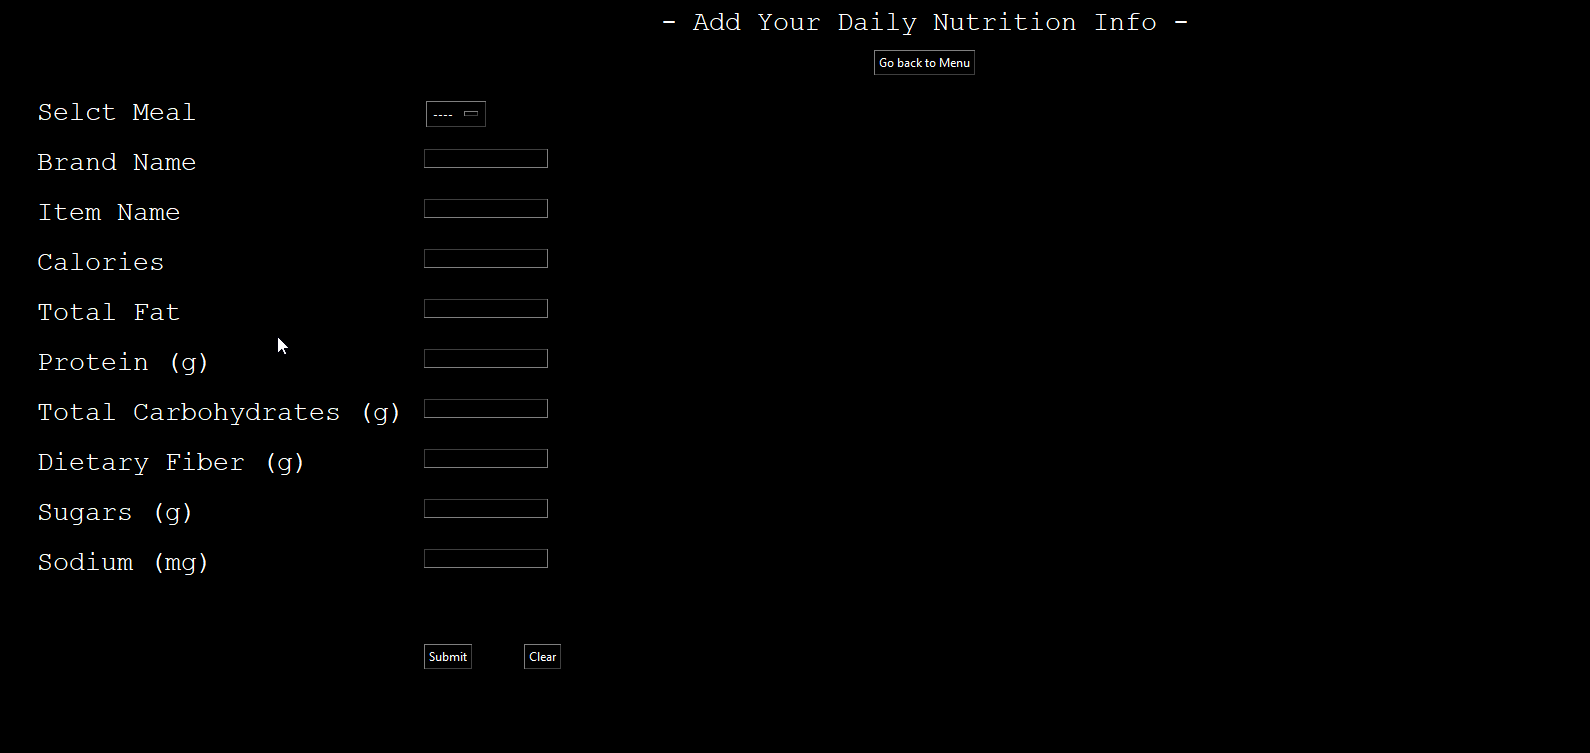 - Add Your Daily Nutrition Info -
Go back to Menu
Selct Meal ----
Brand Name
Item Name
Calories
Total Fat
Protein (g)
Total Carbohydrates (g)
Dietary Fiber (g)
Sugars (g)
Sodium (mg)
Submit Clear